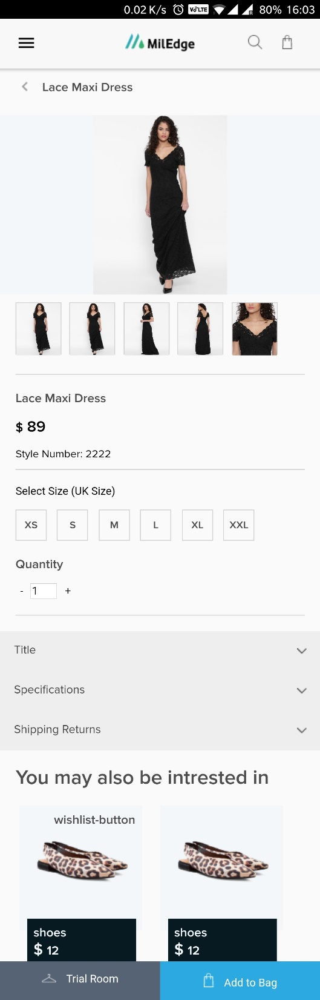 0.02 K/s VoLTE R 80% 16:03
MilEdge
Lace Maxi Dress
Lace Maxi Dress
$ 89
Style Number: 2222
Select Size (UK Size)
XS S M L XL XXL
Quantity
- 1 +
Title
Specifications
Shipping Returns
You may also be intrested in
wishlist-button
shoes shoes
$ 12 $ 12
Trial Room Add to Bag